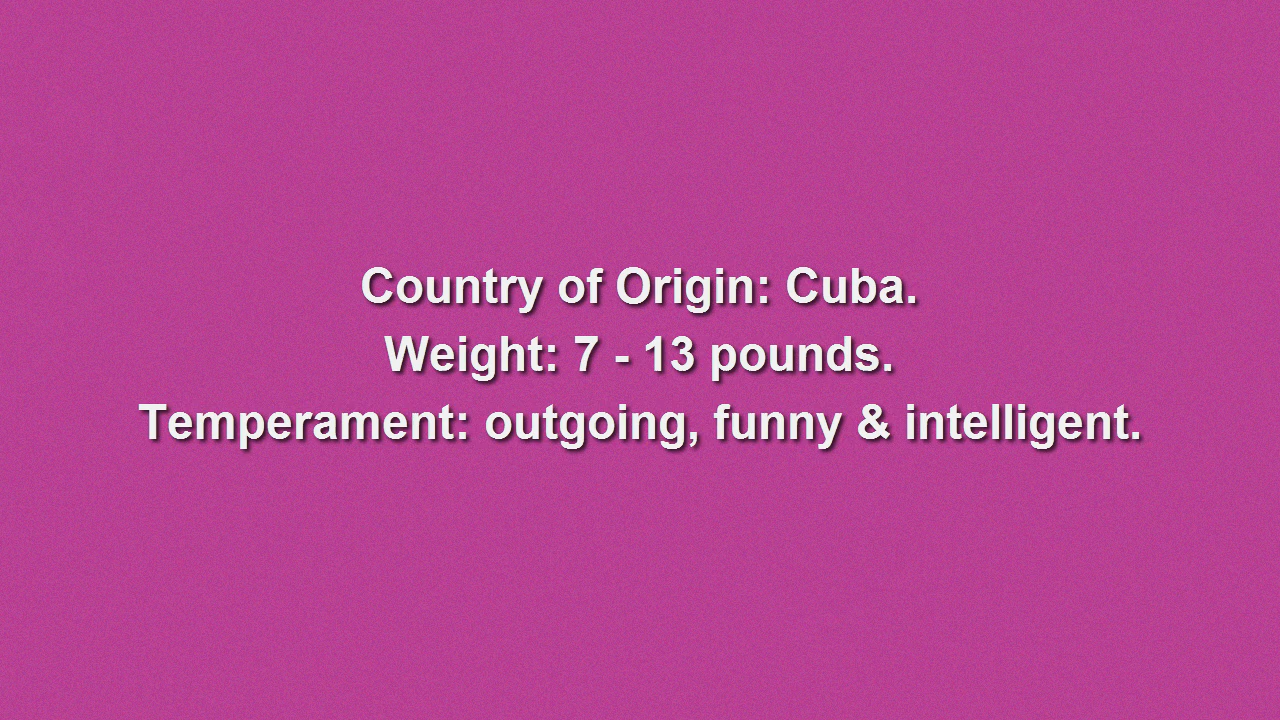 Country of Origin: Cuba.
Weight: 7 - 13 pounds.
Temperament: outgoing, funny & intelligent.